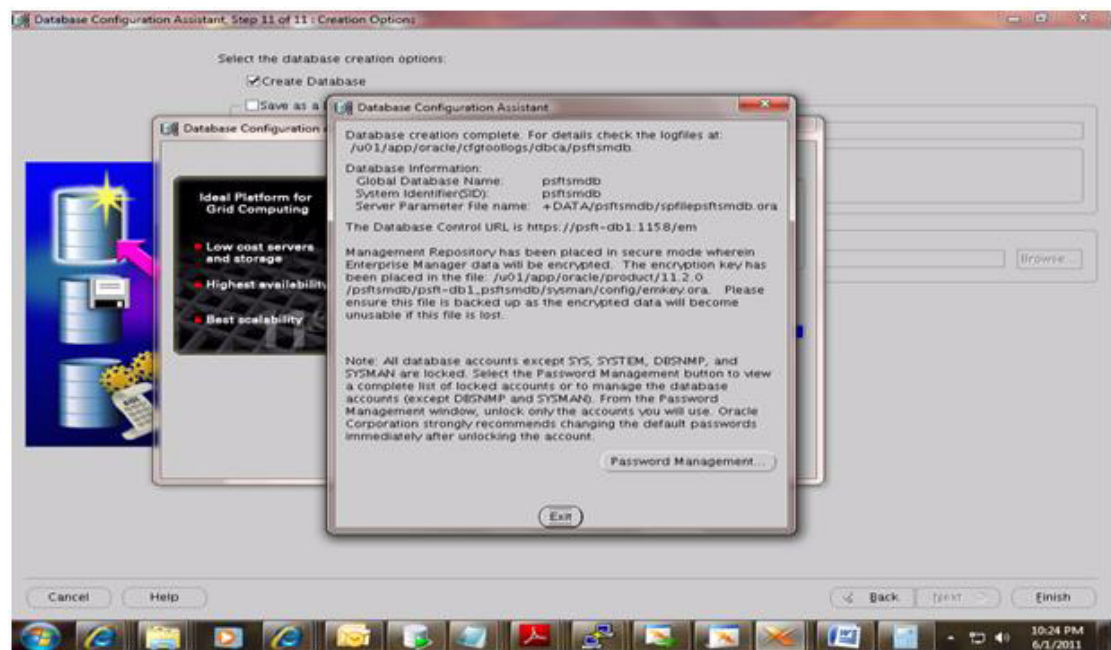 Database Configuration Assistant, Step 11 of 11 : Creation Options
Select the database creation options:
Create Database
Save as a
Database Configuration
Ideal Platform for
Grid Computing
Low cost servers
and storage
Highest availability
Best scalability
Database Configuration Assistant
Database creation complete. For details check the logfiles at:
/u01/app/oracle/cfgtoollogs/dbca/psftsmdb.
Database Information:
Global Database Name: psftsmdb
System Identifier(SID): psftsmdb
Server Parameter File name: +DATA/psftsmdb/spfilepsftsmdb.ora
The Database Control URL is https://psft-db1:1158/em
Management Repository has been placed in secure mode wherein
Enterprise Manager data will be encrypted. The encryption key has
been placed in the file: /u01/app/oracle/product/11.2.0
/psftsmdb/psft-db1_psftsmdb/sysman/config/emkey.ora. Please
ensure this file is backed up as the encrypted data will become
unusable if this file is lost.
Note: All database accounts except SYS, SYSTEM, DBSNMP, and
SYSMAN are locked. Select the Password Management button to view
a complete list of locked accounts or to manage the database
accounts (except DBSNMP and SYSMAN). From the Password
Management window, unlock only the accounts you will use. Oracle
Corporation strongly recommends changing the default passwords
immediately after unlocking the account.
Password Management...
Exit
Browse...
Cancel
Help
Back
Next
Finish
10:24 PM
6/1/2011